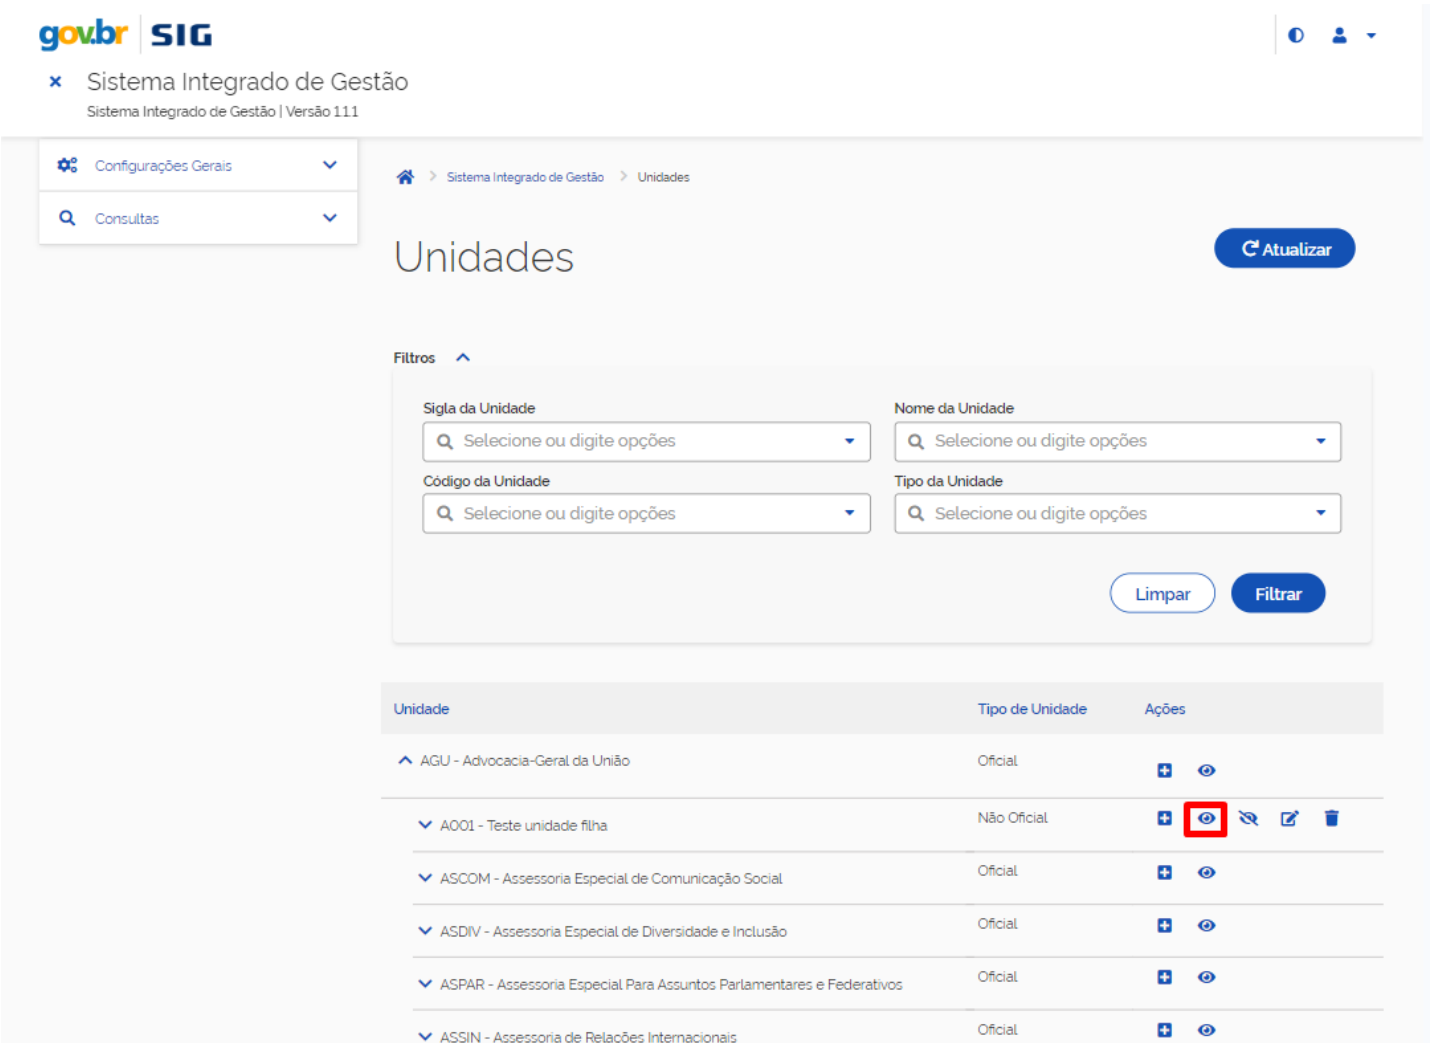 gov.br SIG
Sistema Integrado de Gestão
Sistema Integrado de Gestão | Versão 1.1.1
Configurações Gerais
Consultas
Sistema Integrado de Gestão > Unidades
Unidades
Atualizar
Filtros
Sigla da Unidade
Selecione ou digite opções
Nome da Unidade
Selecione ou digite opções
Código da Unidade
Selecione ou digite opções
Tipo da Unidade
Selecione ou digite opções
Limpar
Filtrar
Unidade Tipo de Unidade Ações
AGU - Advocacia-Geral da União Oficial
A001 - Teste unidade filha Não Oficial
ASCOM - Assessoria Especial de Comunicação Social Oficial
ASDIV - Assessoria Especial de Diversidade e Inclusão Oficial
ASPAR - Assessoria Especial Para Assuntos Parlamentares e Federativos Oficial
ASSIN - Assessoria de Relações Internacionais Oficial